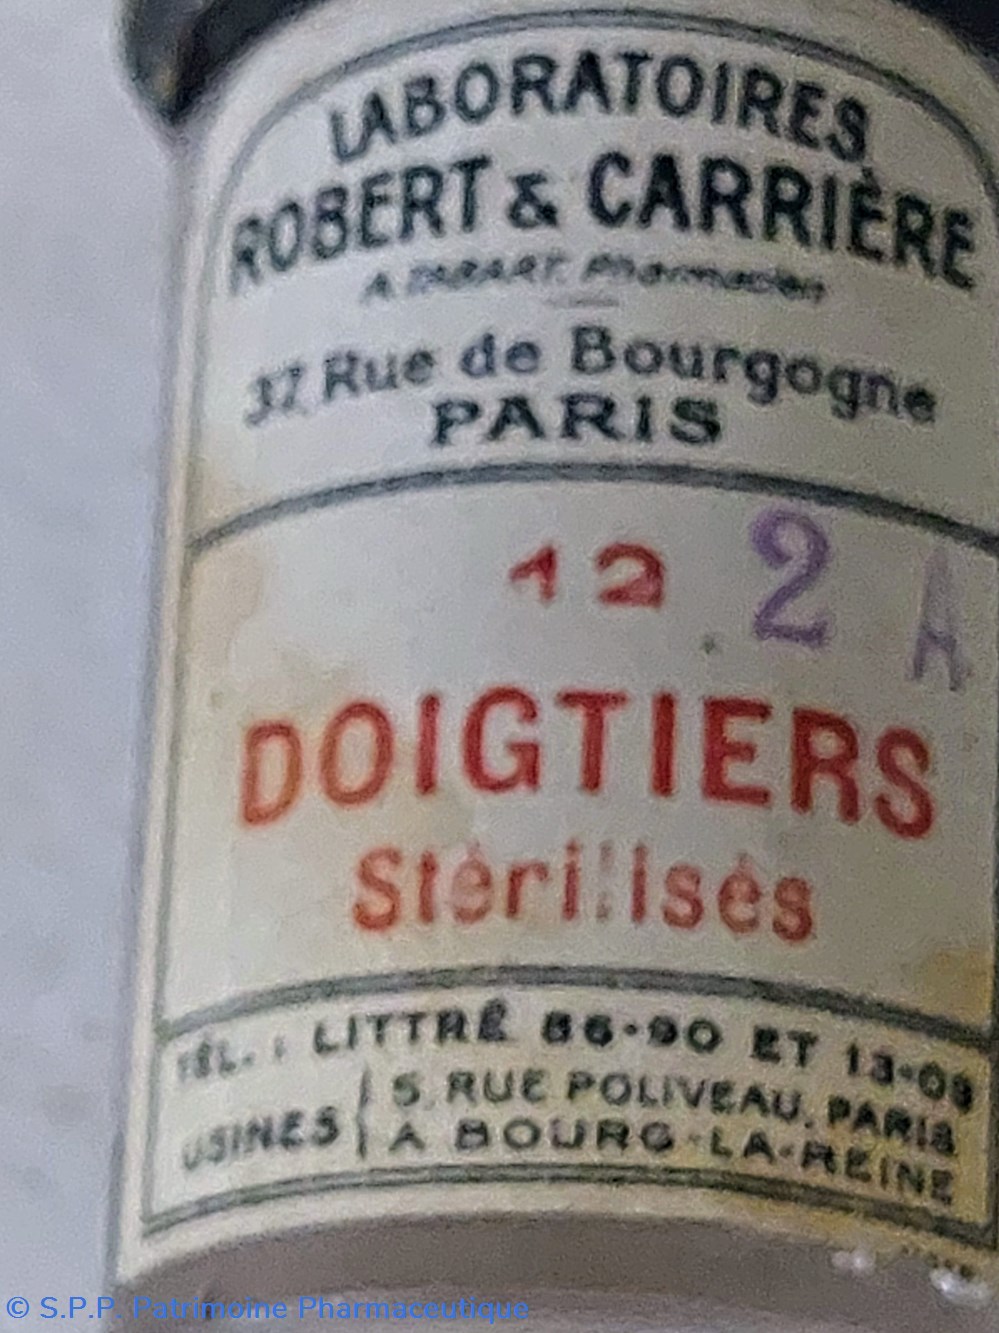 LABORATOIRES
ROBERT & CARRIÈRE
A. Pharmacien
37, Rue de Bourgogne
PARIS
12 2 A
DOIGTIERS
Stérilisés
TÉL. : LITTRÉ 86-90 ET 13-09
USINES 5, RUE POLIVEAU, PARIS
A BOURG-LA-REINE
© S.P.P. Patrimoine Pharmaceutique